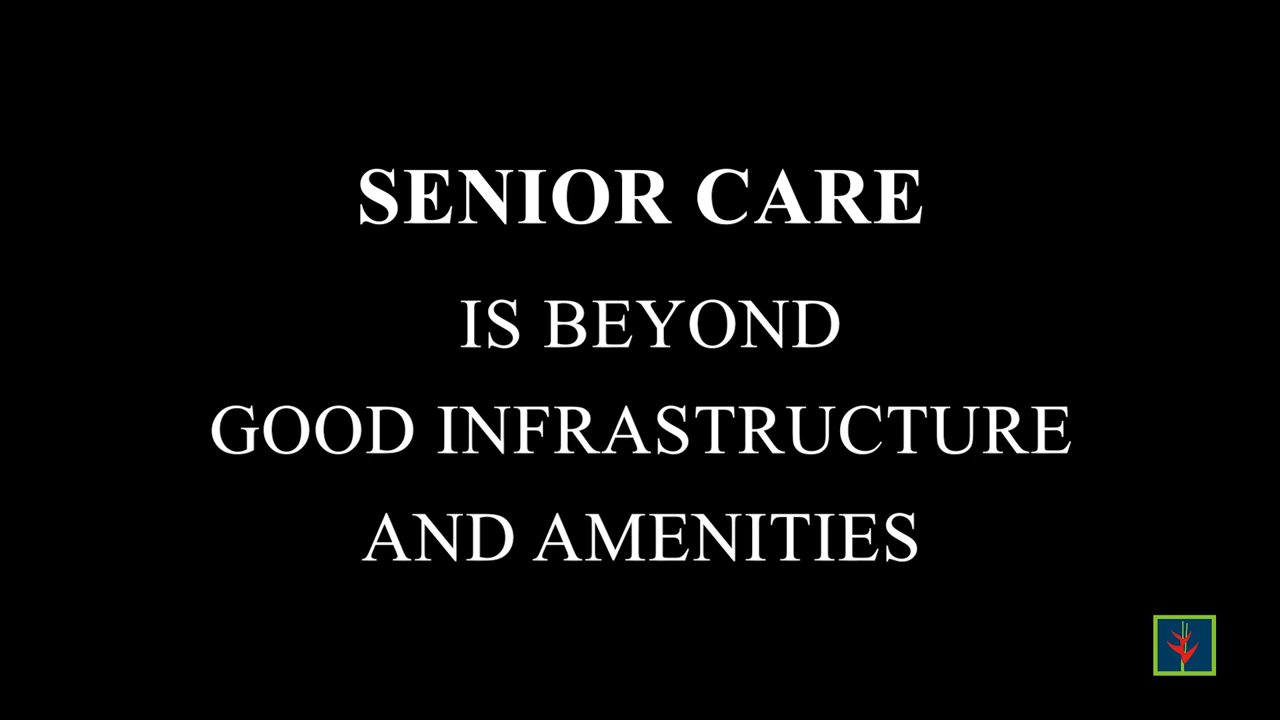 SENIOR CARE
IS BEYOND
GOOD INFRASTRUCTURE
AND AMENITIES